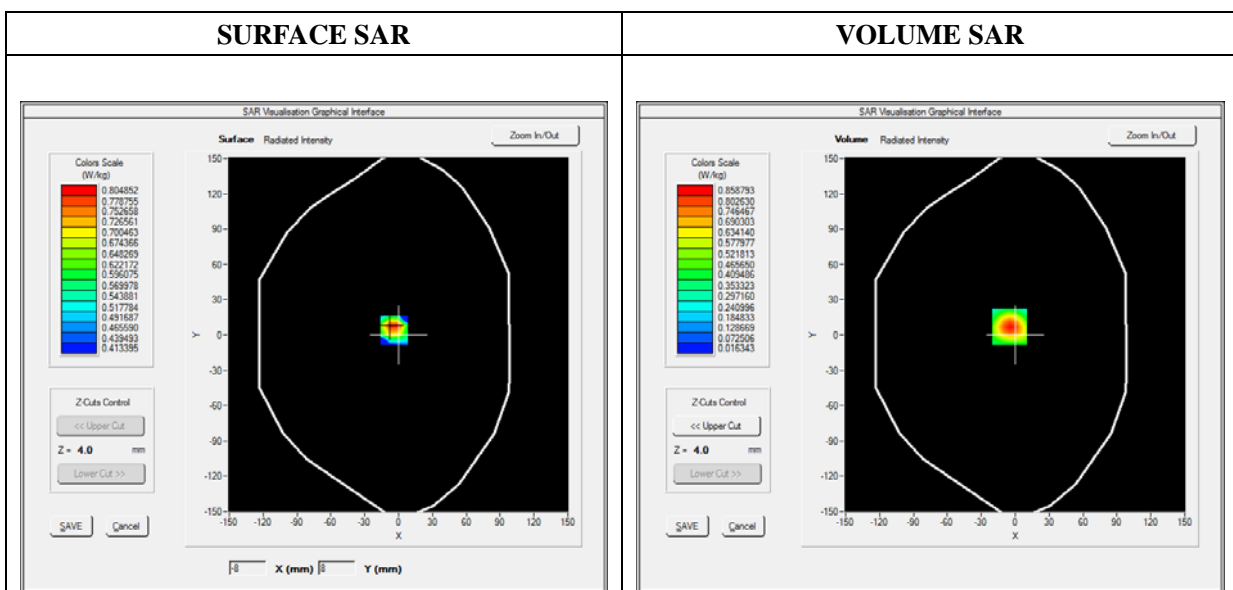 SURFACE SAR
VOLUME SAR
SAR Visualisation Graphical Interface
Surface Radiated Intensity
Zoom In/Out
Colors Scale
(W/kg)
0.804852
0.778755
0.752658
0.726561
0.700463
0.674366
0.648269
0.622172
0.596075
0.569978
0.543881
0.517784
0.491687
0.465590
0.439493
0.413395
Z-Cuts Control
<< Upper Cut
Z = 4.0 mm
Lower Cut >>
SAVE Cancel
150
120
90
60
30
0
-30
-60
-90
-120
-150
Y
-150 -120 -90 -60 -30 0 30 60 90 120 150
X
-8 X (mm) 8 Y (mm)
SAR Visualisation Graphical Interface
Volume Radiated Intensity
Zoom In/Out
Colors Scale
(W/kg)
0.858793
0.802630
0.746467
0.690303
0.634140
0.577977
0.521813
0.465650
0.409486
0.353323
0.297160
0.240996
0.184833
0.128669
0.072506
0.016343
Z-Cuts Control
<< Upper Cut
Z = 4.0 mm
Lower Cut >>
SAVE Cancel
150
120
90
60
30
0
-30
-60
-90
-120
-150
Y
-150 -120 -90 -60 -30 0 30 60 90 120 150
X